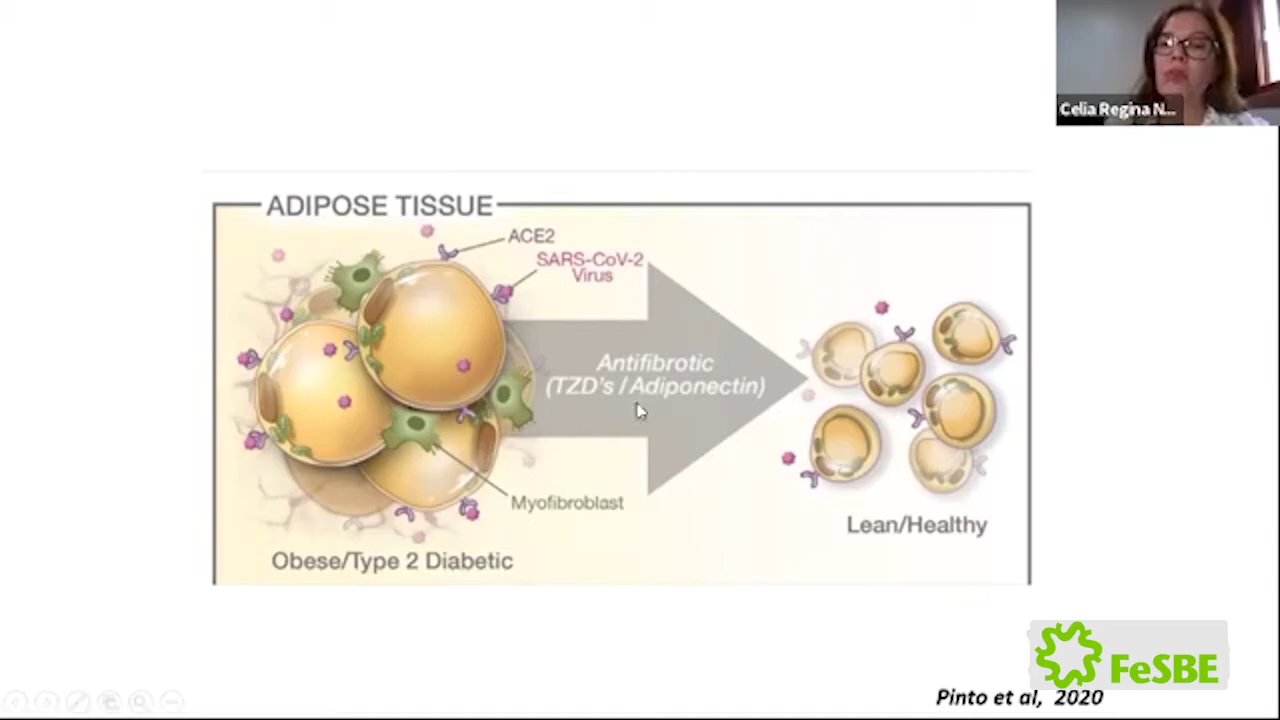 Celia Regina N...
ADIPOSE TISSUE
ACE2
SARS-CoV-2
Virus
Antifibrotic
(TZD's / Adiponectin)
Myofibroblast
Lean/Healthy
Obese/Type 2 Diabetic
FeSBE
Pinto et al, 2020